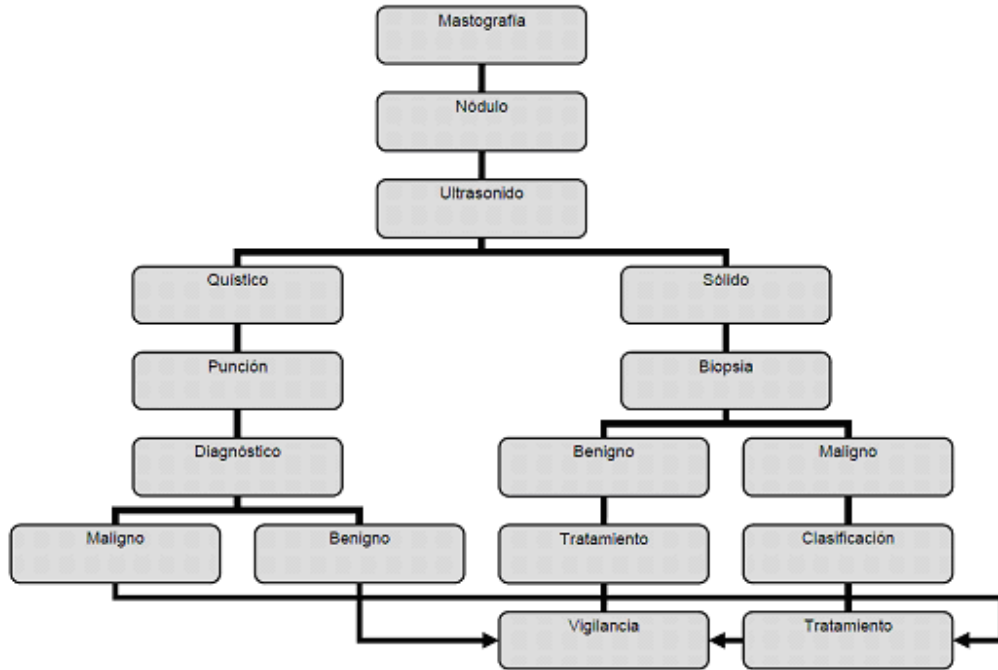 Mastografía
Nódulo
Ultrasonido
Quístico
Sólido
Punción
Biopsia
Diagnóstico
Benigno
Maligno
Maligno
Benigno
Tratamiento
Clasificación
Vigilancia
Tratamiento